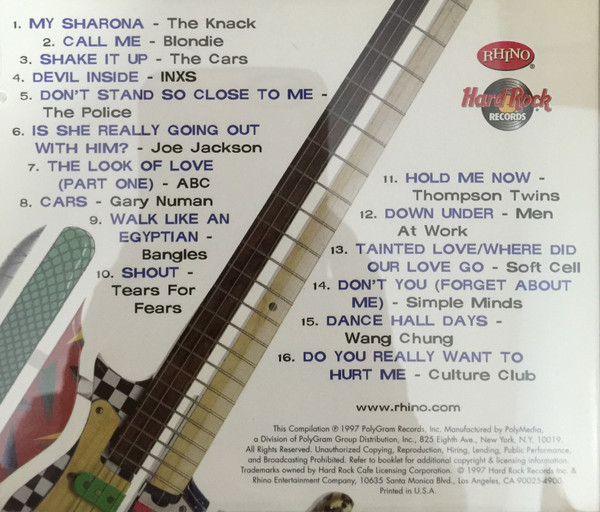 1. MY SHARONA - The Knack
2. CALL ME - Blondie
3. SHAKE IT UP - The Cars
4. DEVIL INSIDE - INXS
5. DON'T STAND SO CLOSE TO ME -
The Police
6. IS SHE REALLY GOING OUT
WITH HIM? - Joe Jackson
7. THE LOOK OF LOVE
(PART ONE) - ABC
8. CARS - Gary Numan
9. WALK LIKE AN
EGYPTIAN -
Bangles
10. SHOUT -
Tears For
Fears
RHINO®
Hard Rock
RECORDS
11. HOLD ME NOW -
Thompson Twins
12. DOWN UNDER - Men
At Work
13. TAINTED LOVE/WHERE DID
OUR LOVE GO - Soft Cell
14. DON'T YOU (FORGET ABOUT
ME) - Simple Minds
15. DANCE HALL DAYS -
Wang Chung
16. DO YOU REALLY WANT TO
HURT ME - Culture Club
www.rhino.com
This Compilation ℗ 1997 PolyGram Records, Inc. Manufactured by PolyMedia,
a Division of PolyGram Group Distribution, Inc., 825 Eighth Ave., New York, N.Y. 10019.
All Rights Reserved. Unauthorized Copying, Reproduction, Hiring, Lending, Public Performance,
and Broadcasting Prohibited. Refer to booklet for additional copyright & licensing information.
Trademarks owned by Hard Rock Cafe Licensing Corporation. © 1997 Hard Rock Records Inc. &
Rhino Entertainment Company, 10635 Santa Monica Blvd., Los Angeles, CA 90025-4900.
Printed in U.S.A.